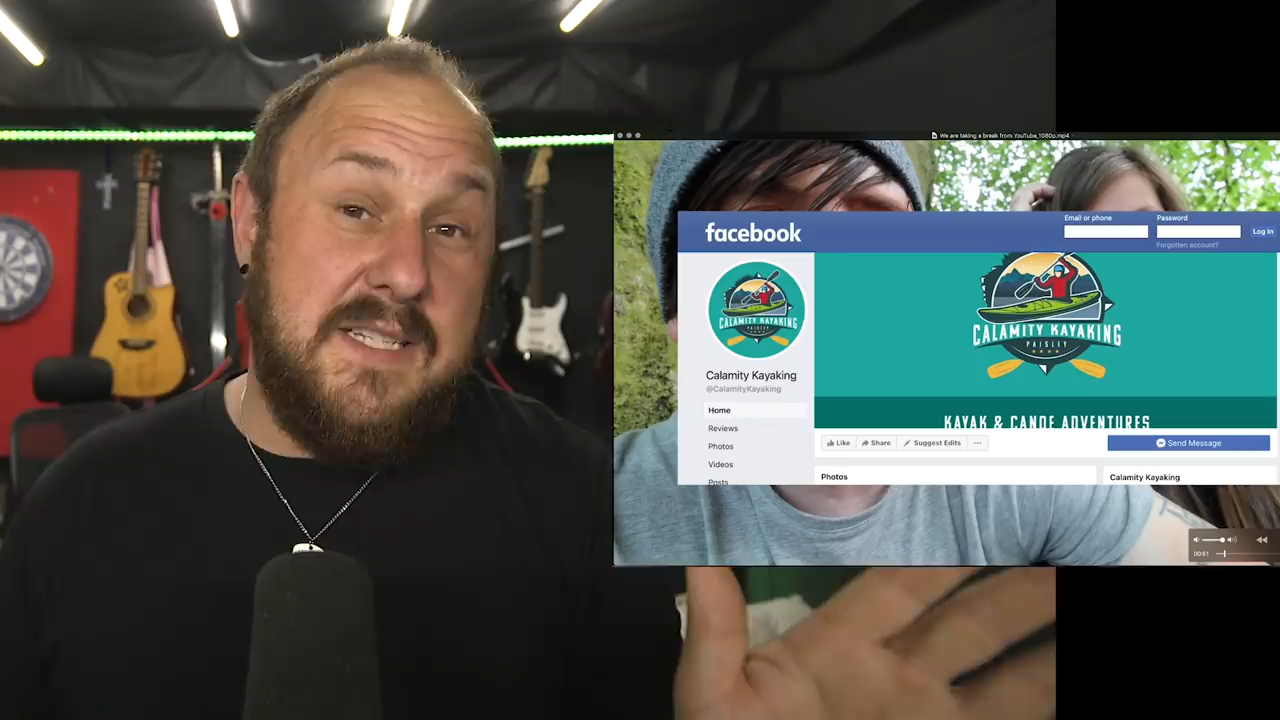 We are taking a break from YouTube_1080p.mp4
facebook
Email or phone
Password
Log In
Forgotten account?
CALAMITY KAYAKING
PAISLEY
CALAMITY KAYAKING
PAISLEY
Calamity Kayaking
@CalamityKayaking
KAYAK & CANOE ADVENTURES
Home
Reviews
Photos
Videos
Posts
Like
Share
Suggest Edits
Send Message
Photos
Calamity Kayaking
00:51